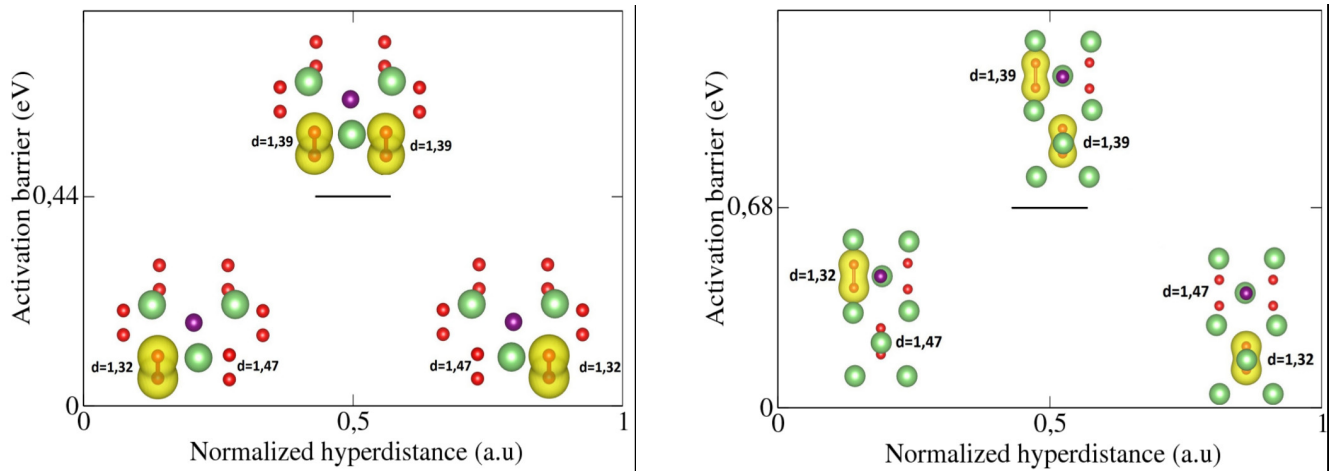 1
d=1,39
d=1,39
Activation barrier (eV)
0,44
d=1,32
d=1,47
d=1,47
d=1,32
0
0
0,5
1
Normalized hyperdistance (a.u)
1
d=1,39
d=1,39
Activation barrier (eV)
0,68
d=1,32
d=1,47
d=1,47
d=1,32
0
0
0,5
1
Normalized hyperdistance (a.u)